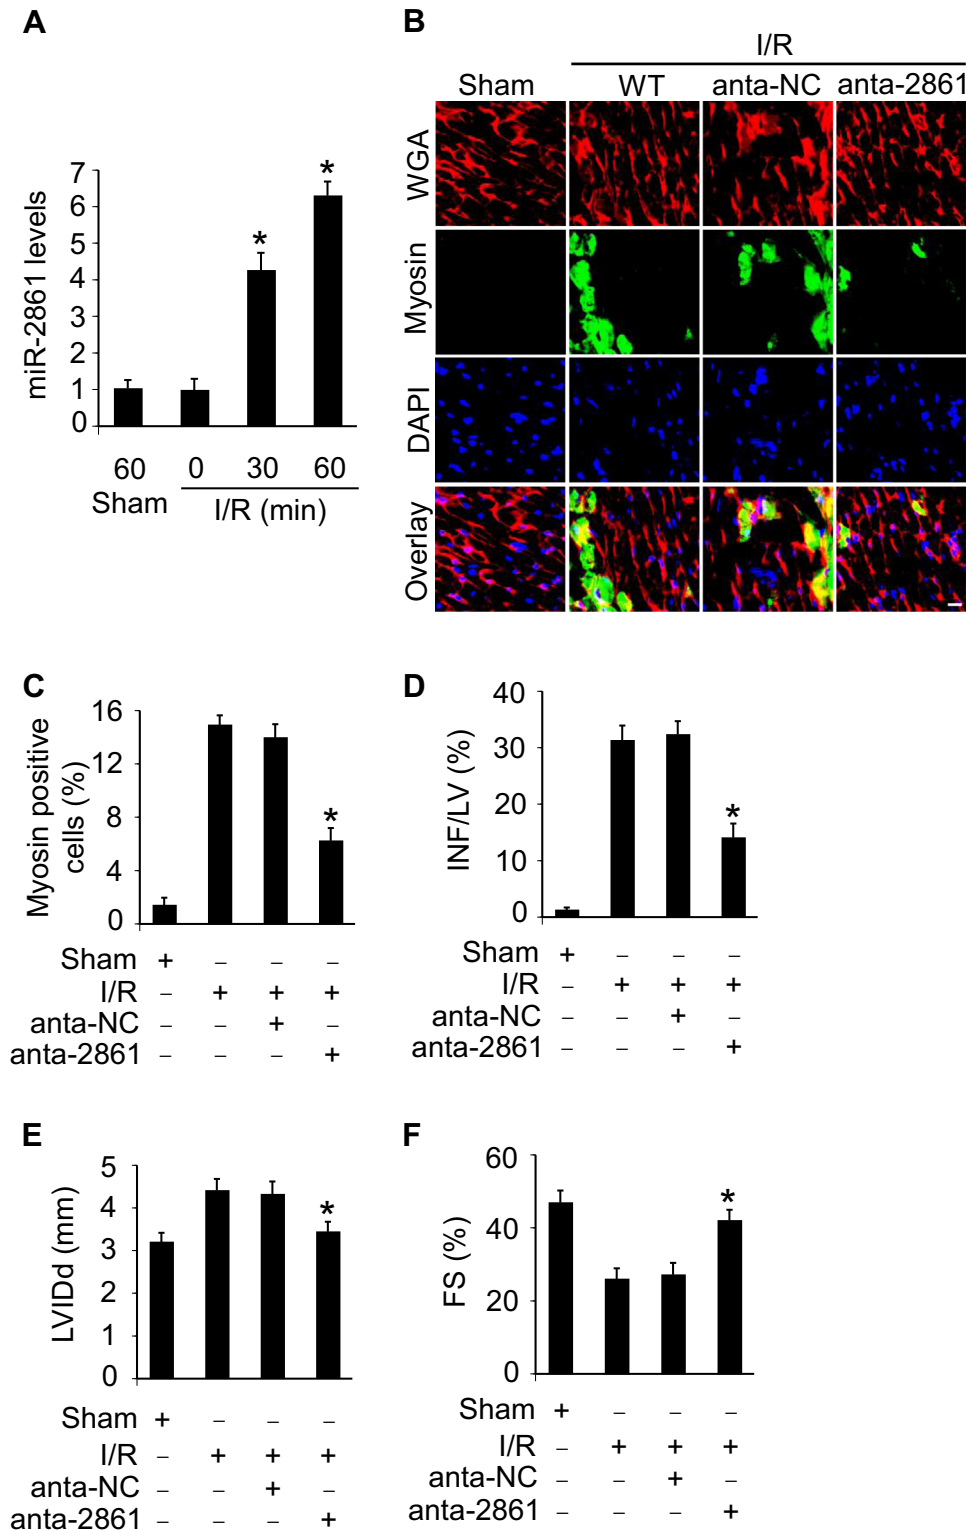 A
miR-2861 levels
7
6
5
4
3
2
1
0
*
*
60 0 30 60
Sham I/R (min)
B
I/R
Sham WT anta-NC anta-2861
WGA
Myosin
DAPI
Overlay
C
Myosin positive
cells (%)
16
12
8
4
0
*
Sham + – – –
I/R – + + +
anta-NC – – + –
anta-2861 – – – +
D
INF/LV (%)
40
30
20
10
0
*
Sham + – – –
I/R – + + +
anta-NC – – + –
anta-2861 – – – +
E
LVIDd (mm)
5
4
3
2
1
0
*
Sham + – – –
I/R – + + +
anta-NC – – + –
anta-2861 – – – +
F
FS (%)
60
40
20
0
*
Sham + – – –
I/R – + + +
anta-NC – – + –
anta-2861 – – – +